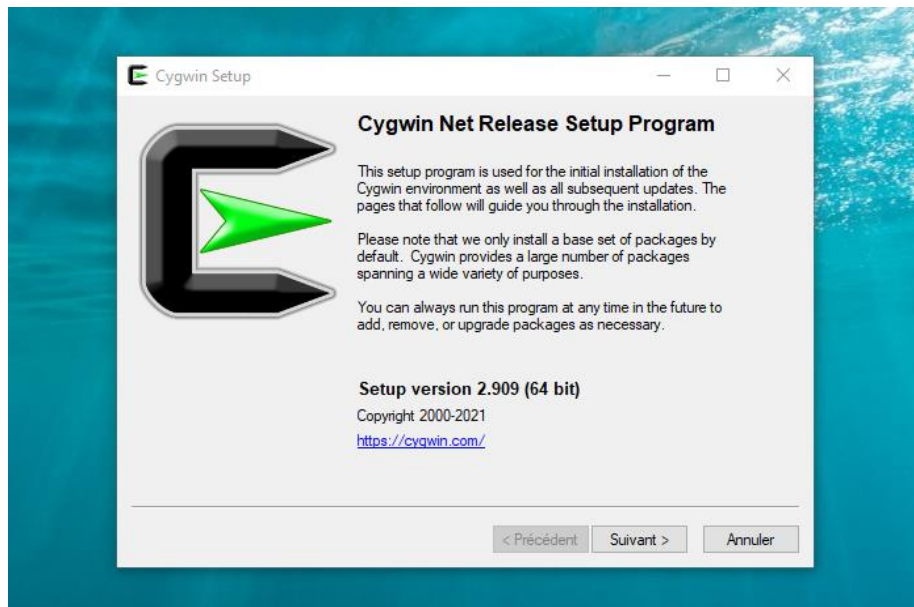 Cygwin Setup
Cygwin Net Release Setup Program
This setup program is used for the initial installation of the
Cygwin environment as well as all subsequent updates. The
pages that follow will guide you through the installation.
Please note that we only install a base set of packages by
default. Cygwin provides a large number of packages
spanning a wide variety of purposes.
You can always run this program at any time in the future to
add, remove, or upgrade packages as necessary.
Setup version 2.909 (64 bit)
Copyright 2000-2021
https://cygwin.com/
< Précédent Suivant > Annuler